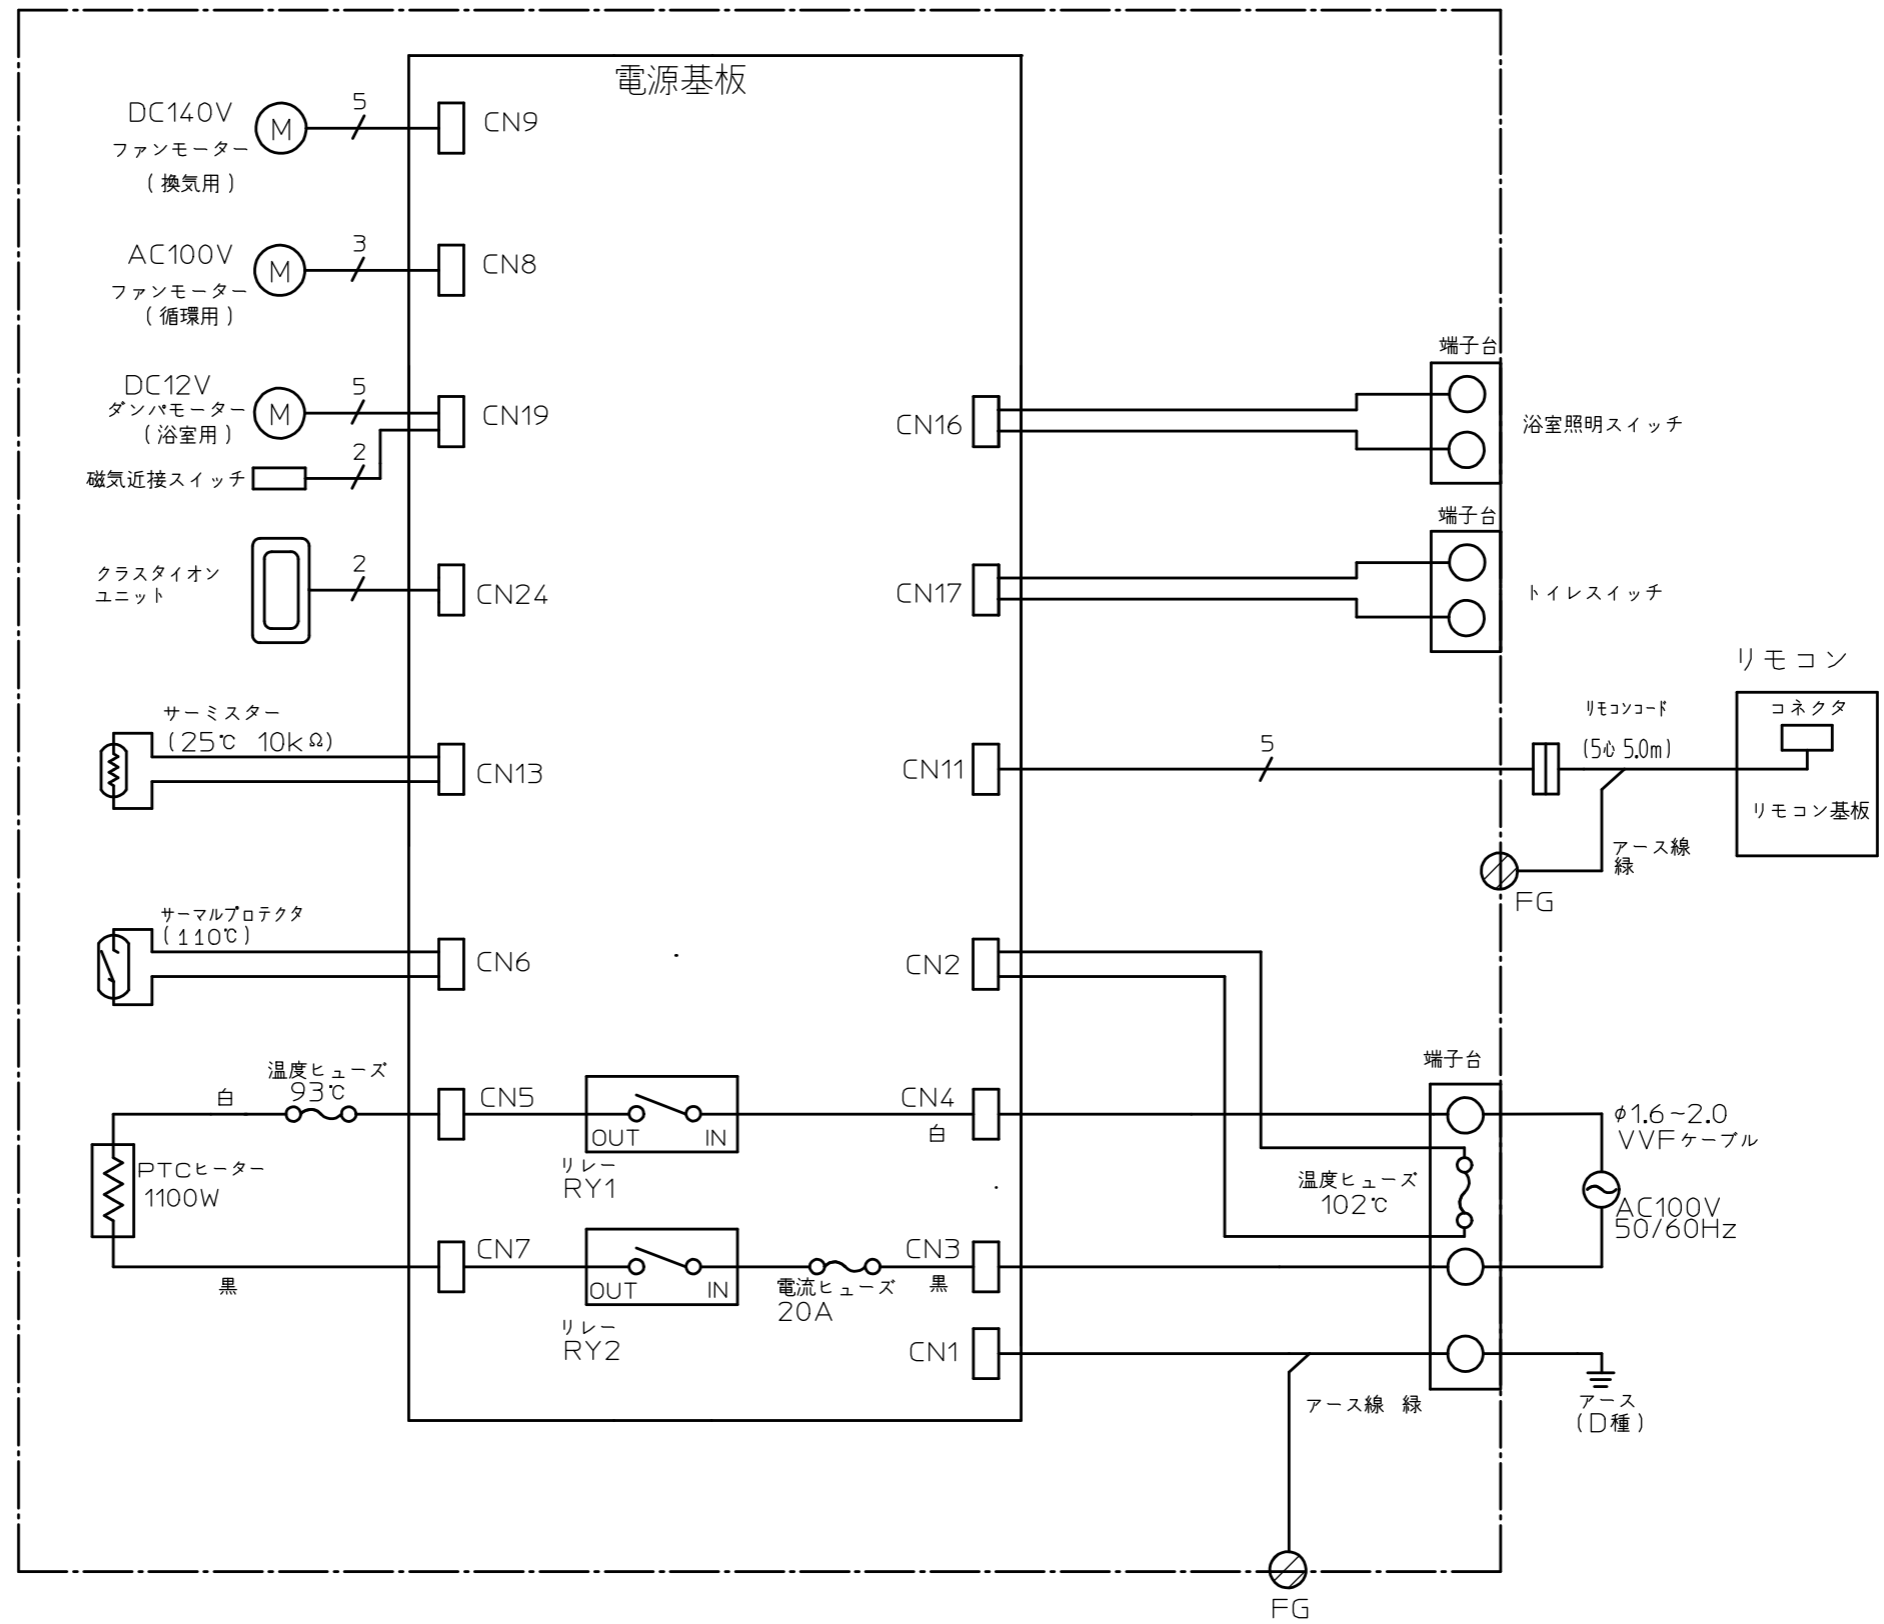 電源基板
DC140V
ファンモーター
(換気用)
M
5
CN9
AC100V
ファンモーター
(循環用)
M
3
CN8
DC12V
ダンパモーター
(浴室用)
M
5
CN19
磁気近接スイッチ
2
クラスタイオン
ユニット
2
CN24
サーミスター
(25℃ 10kΩ)
CN13
サーマルプロテクタ
(110℃)
CN6
温度ヒューズ
93℃
白
CN5
PTCヒーター
1100W
黒
CN7
OUT IN
リレー
RY1
OUT IN
リレー
RY2
電流ヒューズ
20A
CN16
端子台
浴室照明スイッチ
CN17
端子台
トイレスイッチ
CN11
5
リモコンコード
(5心 5.0m)
リモコン
コネクタ
リモコン基板
アース線
緑
FG
CN2
CN4
白
CN3
黒
CN1
端子台
温度ヒューズ
102℃
φ1.6~2.0
VVFケーブル
AC100V
50/60Hz
アース線 緑
アース
(D種)
FG